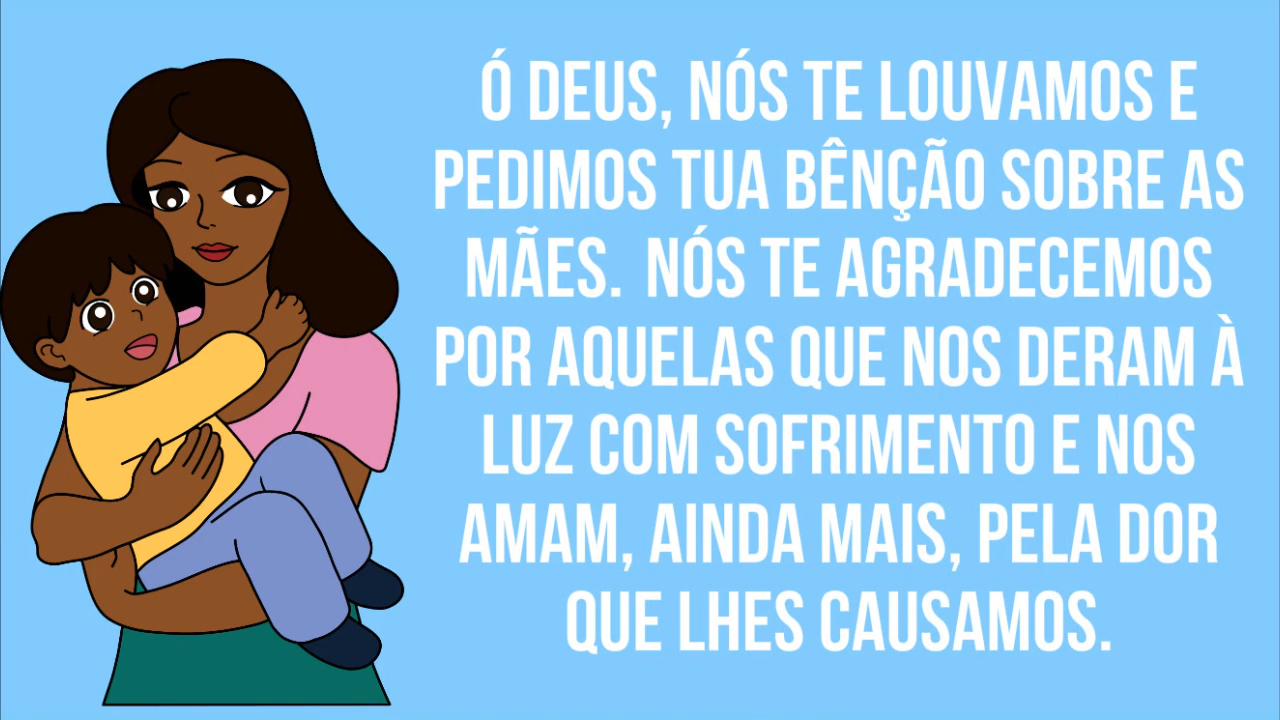 Ó DEUS, NÓS TE LOUVAMOS E
PEDIMOS TUA BÊNÇÃO SOBRE AS
MÃES. NÓS TE AGRADECEMOS
POR AQUELAS QUE NOS DERAM À
LUZ COM SOFRIMENTO E NOS
AMAM, AINDA MAIS, PELA DOR
QUE LHES CAUSAMOS.